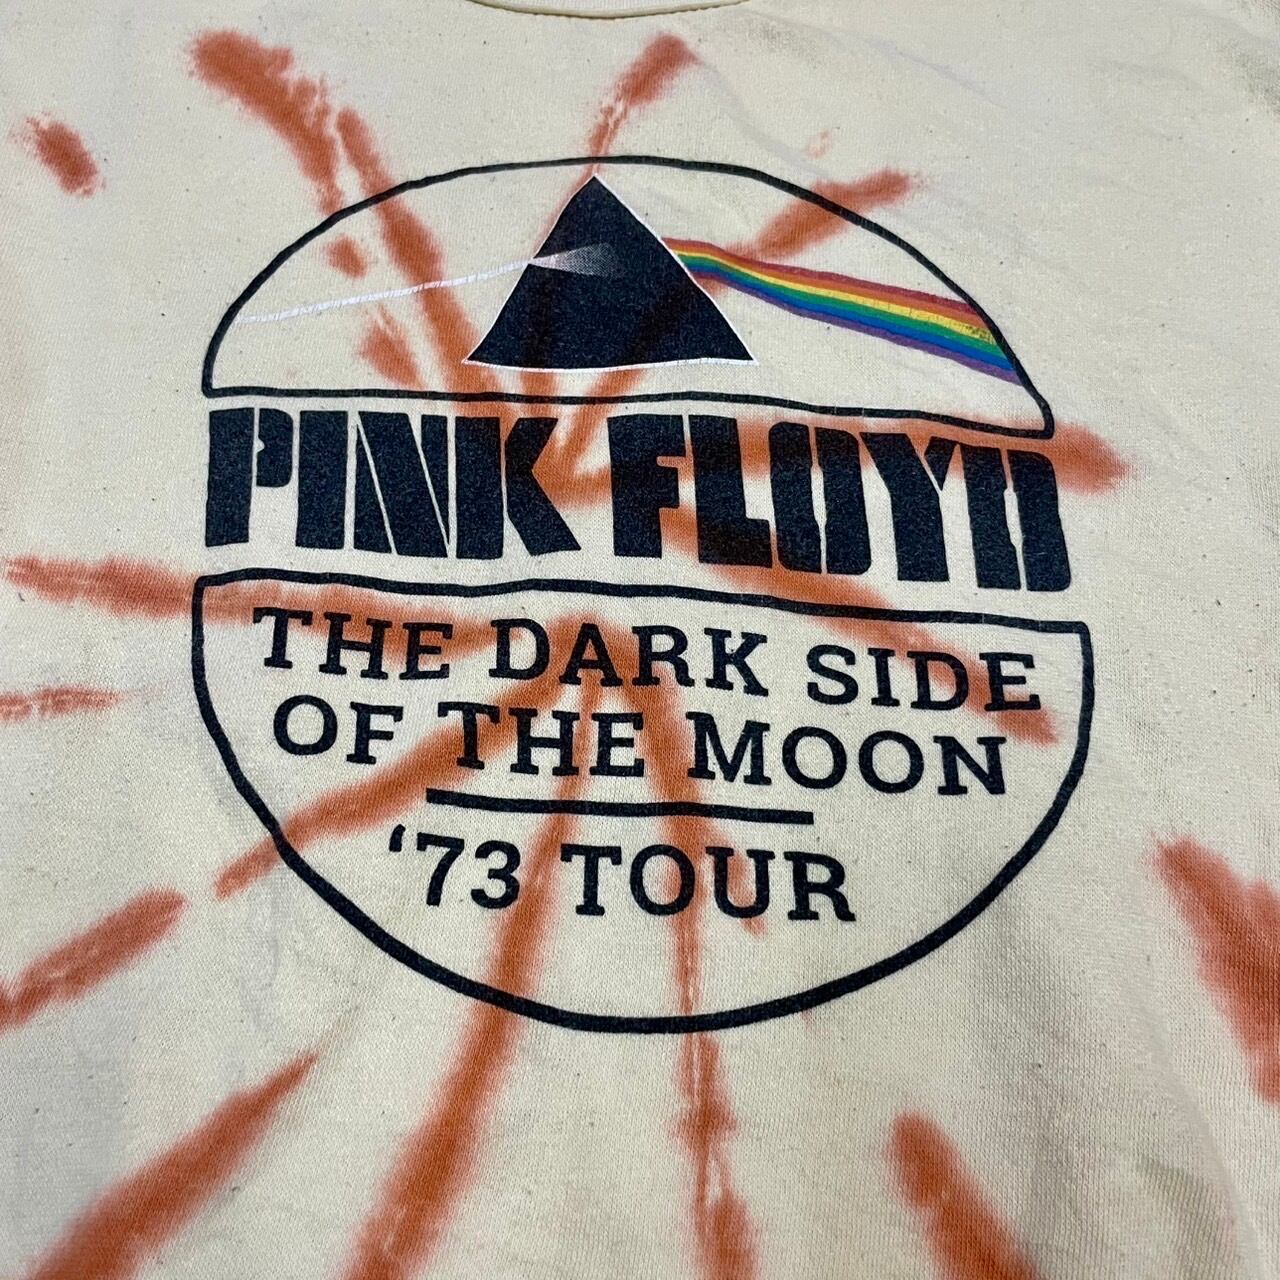 PINK FLOYD
THE DARK SIDE
OF THE MOON
‘73 TOUR